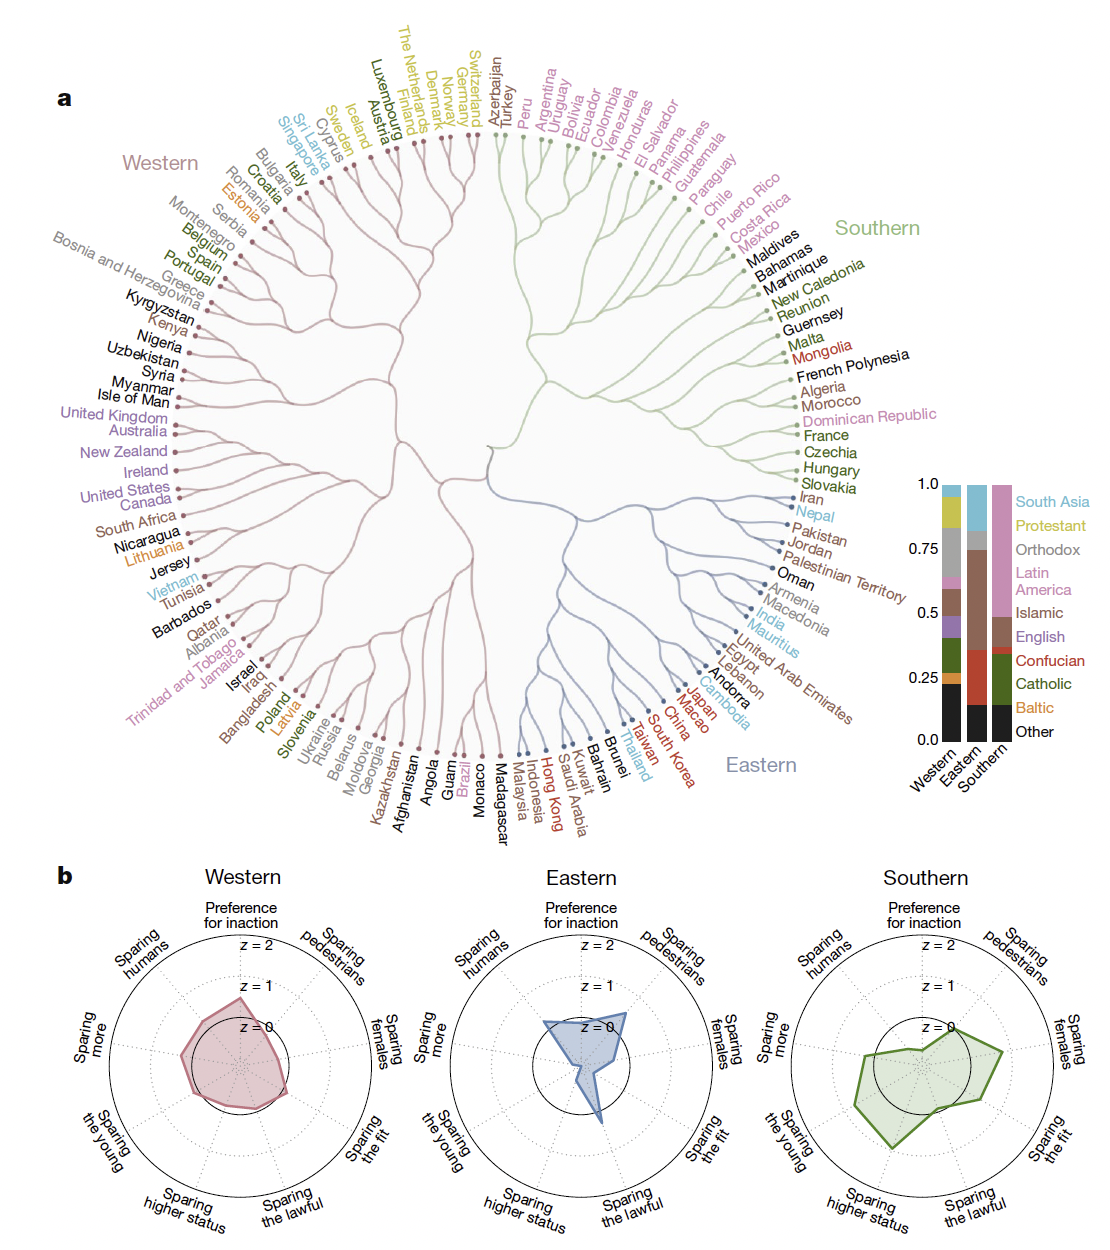 a
Western
Southern
Eastern
Azerbaijan
Turkey
Peru
Argentina
Uruguay
Bolivia
Ecuador
Colombia
Venezuela
Honduras
El Salvador
Panama
Philippines
Guatemala
Paraguay
Chile
Puerto Rico
Costa Rica
Mexico
Maldives
Bahamas
Martinique
New Caledonia
Reunion
Guernsey
Malta
Mongolia
French Polynesia
Algeria
Morocco
Dominican Republic
France
Czechia
Hungary
Slovakia
Iran
Nepal
Pakistan
Jordan
Palestinian Territory
Oman
Armenia
Macedonia
India
Mauritius
United Arab Emirates
Egypt
Lebanon
Andorra
Cambodia
Japan
Macao
China
South Korea
Taiwan
Thailand
Brunei
Bahrain
Kuwait
Saudi Arabia
Hong Kong
Indonesia
Malaysia
Madagascar
Monaco
Brazil
Guam
Angola
Afghanistan
Kazakhstan
Georgia
Moldova
Belarus
Russia
Ukraine
Slovenia
Latvia
Poland
Bangladesh
Iraq
Israel
Jamaica
Trinidad and Tobago
Albania
Qatar
Barbados
Tunisia
Vietnam
Jersey
Lithuania
Nicaragua
South Africa
Canada
United States
Ireland
New Zealand
Australia
United Kingdom
Isle of Man
Myanmar
Syria
Uzbekistan
Nigeria
Kenya
Kyrgyzstan
Bosnia and Herzegovina
Greece
Portugal
Spain
Belgium
Montenegro
Serbia
Estonia
Romania
Croatia
Bulgaria
Italy
Singapore
Sri Lanka
Cyprus
Sweden
Iceland
Austria
Luxembourg
Finland
The Netherlands
Denmark
Norway
Germany
Switzerland
1.0
0.75
0.5
0.25
0.0
South Asia
Protestant
Orthodox
Latin
America
Islamic
English
Confucian
Catholic
Baltic
Other
Western
Eastern
Southern
b
Western
Preference
for inaction
Sparing
pedestrians
Sparing
females
Sparing
the fit
Sparing
the lawful
Sparing
higher status
Sparing
the young
Sparing
more
Sparing
humans
z = 2
z = 1
z = 0
Eastern
Preference
for inaction
Sparing
pedestrians
Sparing
females
Sparing
the fit
Sparing
the lawful
Sparing
higher status
Sparing
the young
Sparing
more
Sparing
humans
z = 2
z = 1
z = 0
Southern
Preference
for inaction
Sparing
pedestrians
Sparing
females
Sparing
the fit
Sparing
the lawful
Sparing
higher status
Sparing
the young
Sparing
more
Sparing
humans
z = 2
z = 1
z = 0